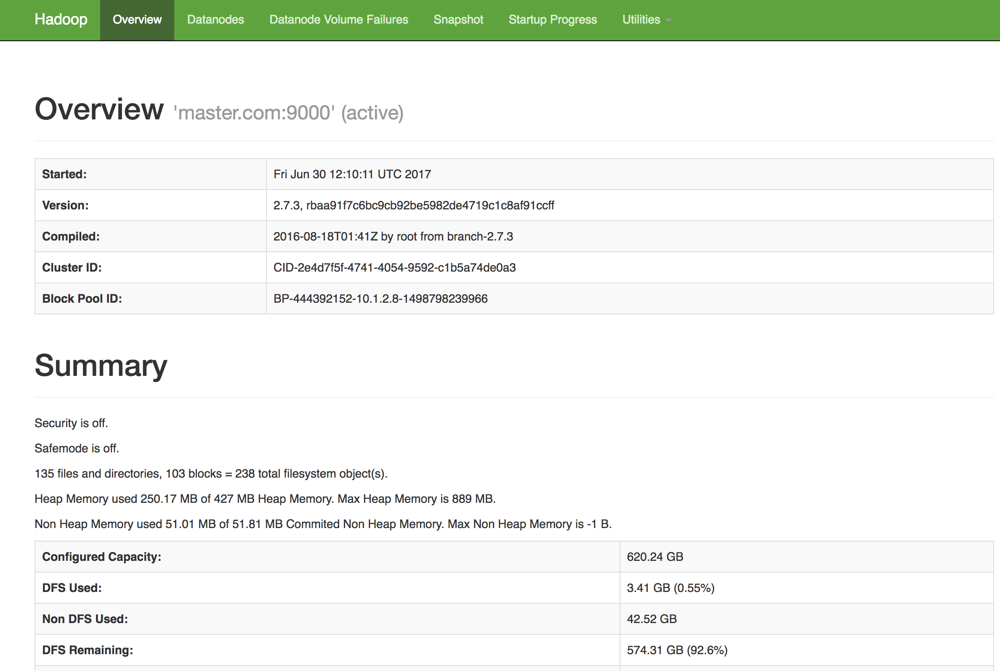 Hadoop Overview Datanodes Datanode Volume Failures Snapshot Startup Progress Utilities
Overview 'master.com:9000' (active)
Started: Fri Jun 30 12:10:11 UTC 2017
Version: 2.7.3, rbaa91f7c6bc9cb92be5982de4719c1c8af91ccff
Compiled: 2016-08-18T01:41Z by root from branch-2.7.3
Cluster ID: CID-2e4d7f5f-4741-4054-9592-c1b5a74de0a3
Block Pool ID: BP-444392152-10.1.2.8-1498798239966
Summary
Security is off.
Safemode is off.
135 files and directories, 103 blocks = 238 total filesystem object(s).
Heap Memory used 250.17 MB of 427 MB Heap Memory. Max Heap Memory is 889 MB.
Non Heap Memory used 51.01 MB of 51.81 MB Commited Non Heap Memory. Max Non Heap Memory is -1 B.
Configured Capacity: 620.24 GB
DFS Used: 3.41 GB (0.55%)
Non DFS Used: 42.52 GB
DFS Remaining: 574.31 GB (92.6%)